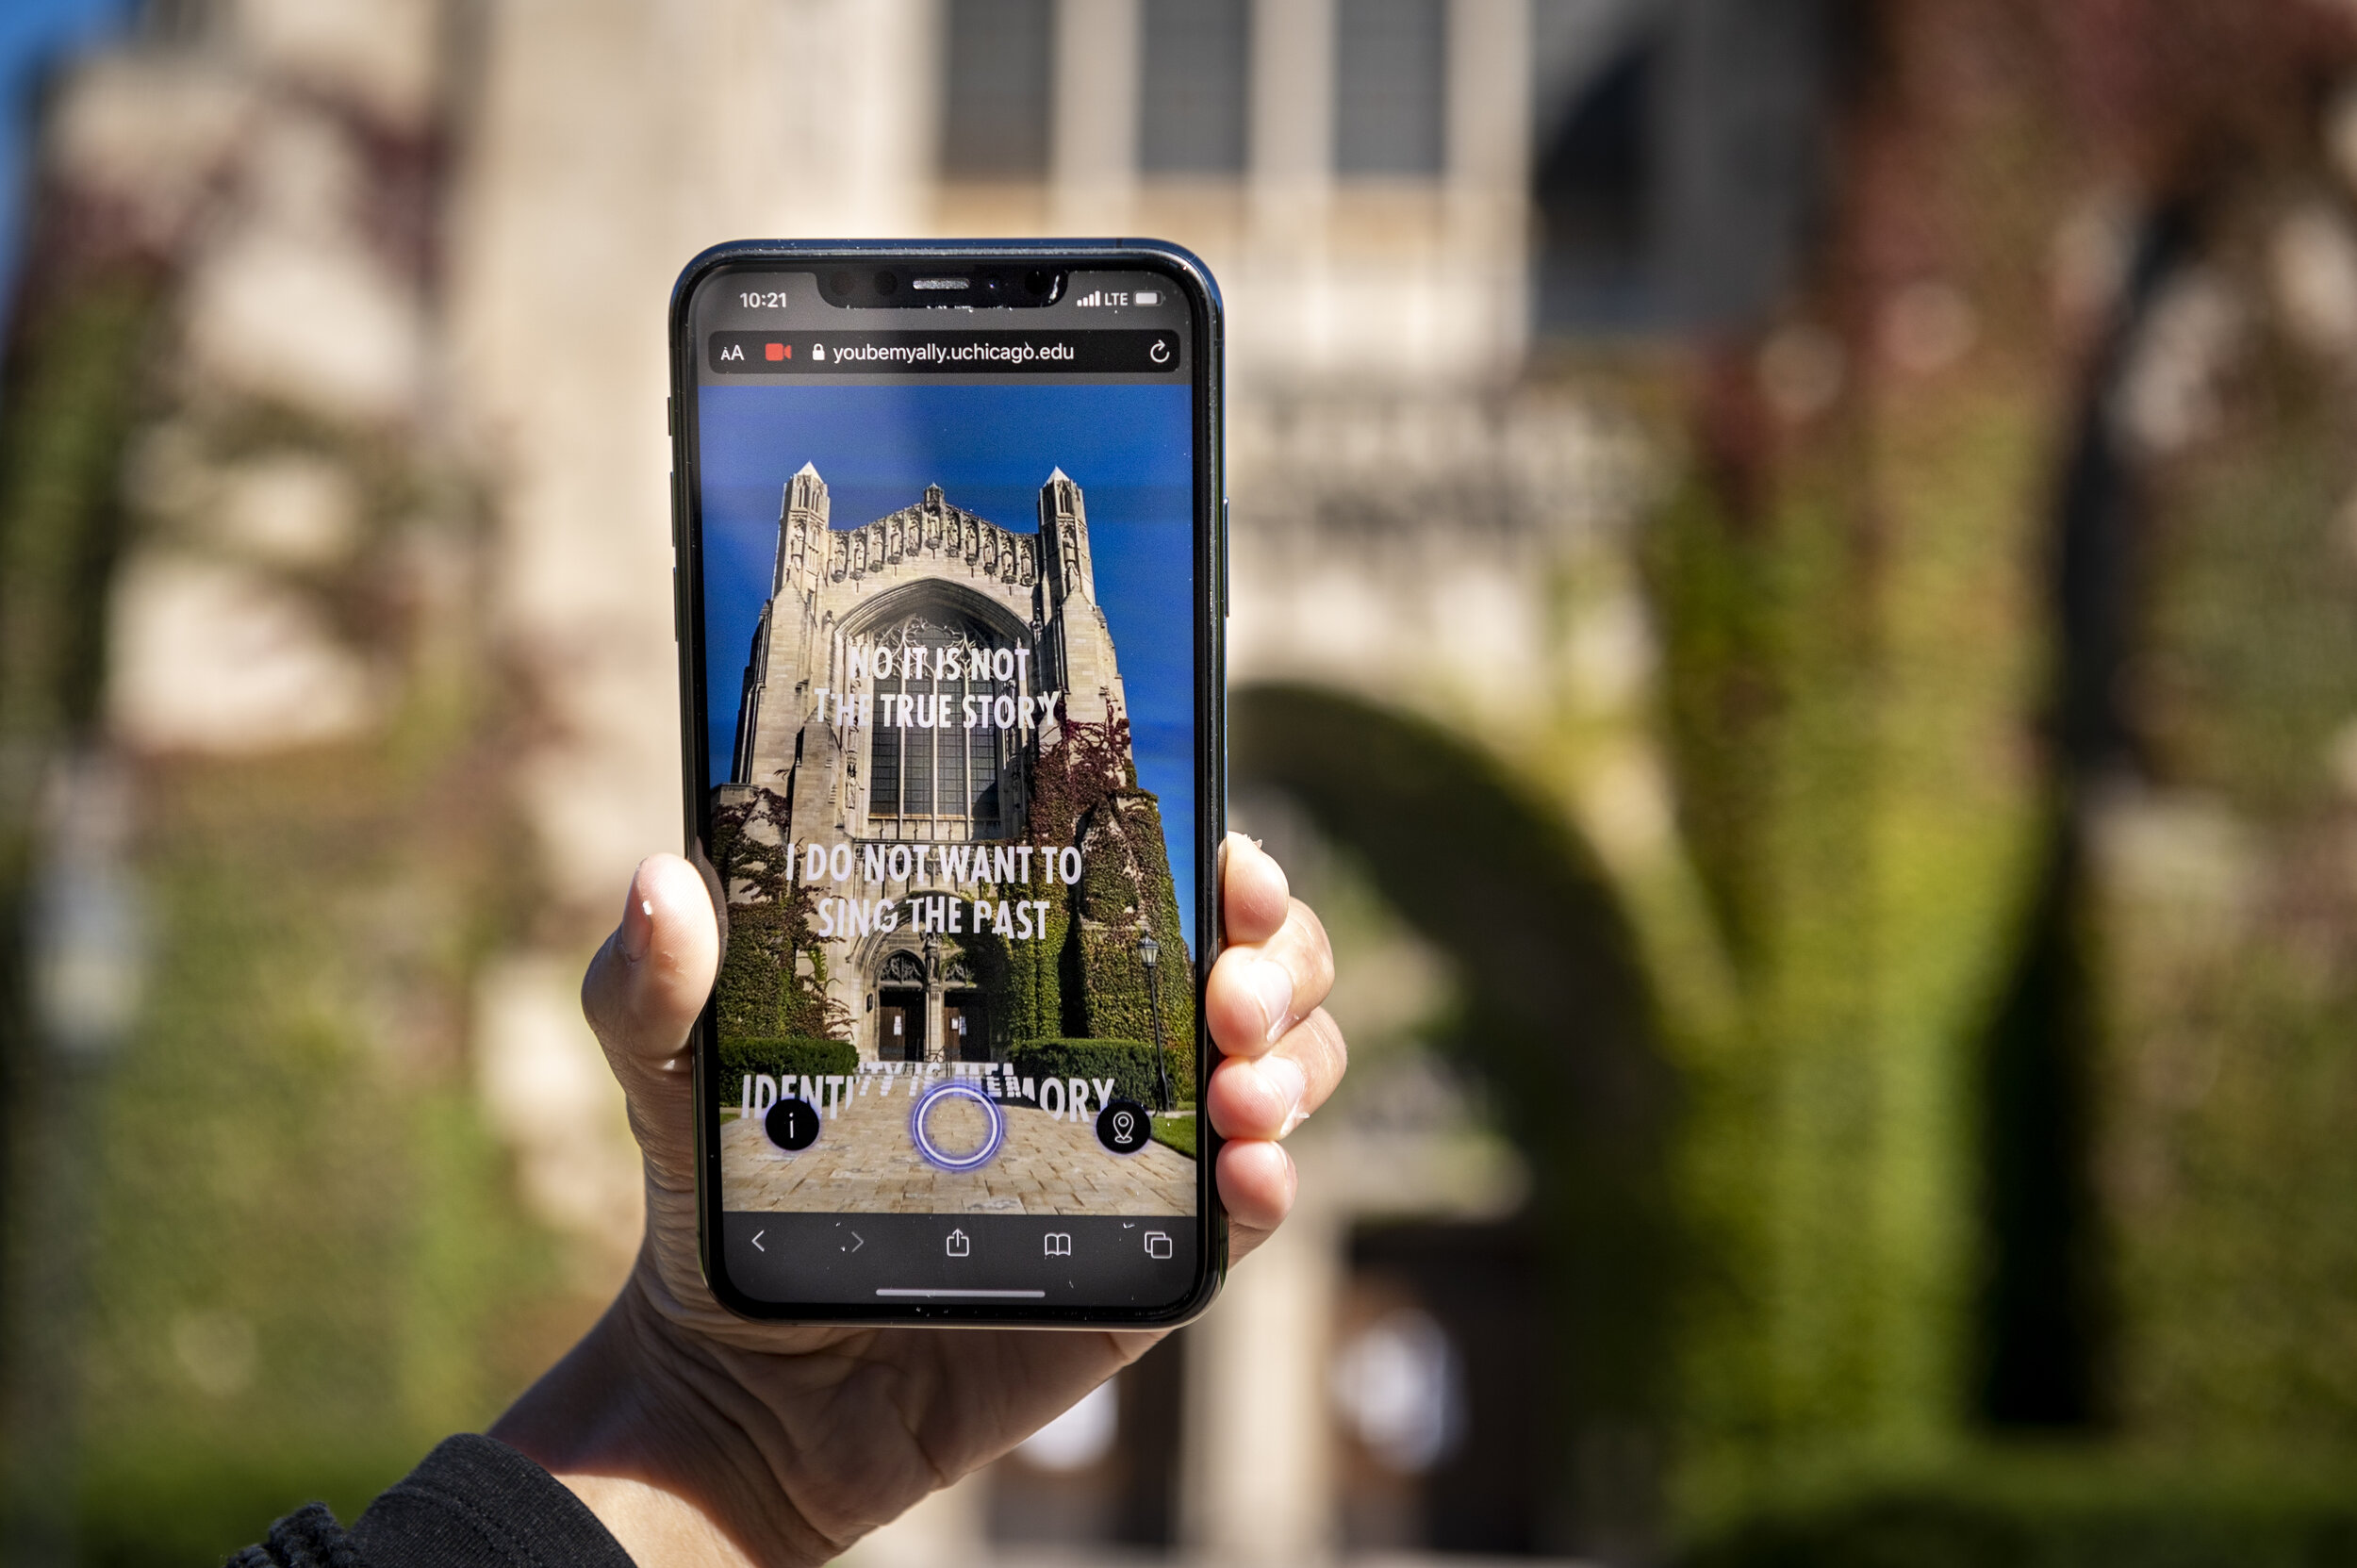 10:21 LTE
AA youbemyally.uchicago.edu
NO IT IS NOT
THE TRUE STORY
I DO NOT WANT TO
SING THE PAST
IDENTITY IS MEMORY
i